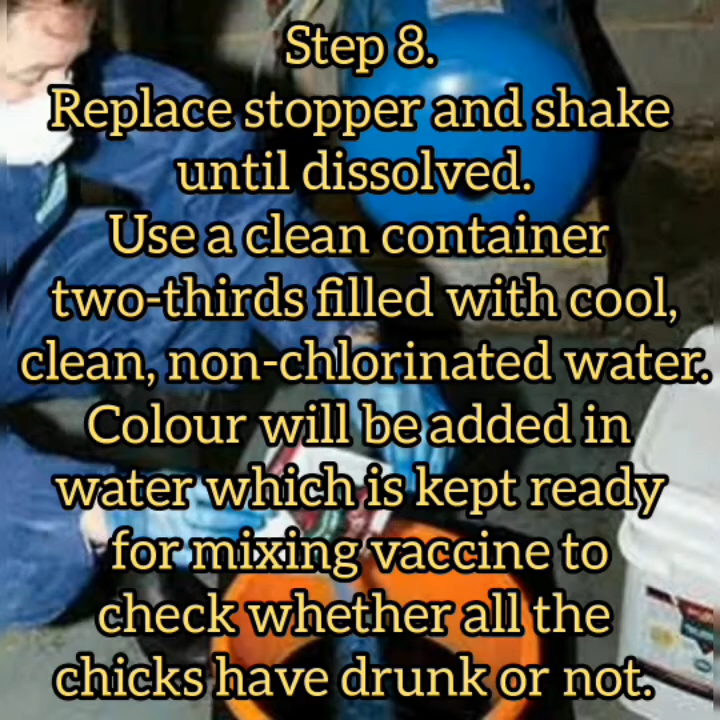 Step 8.
Replace stopper and shake
until dissolved.
Use a clean container
two-thirds filled with cool,
clean, non-chlorinated water.
Colour will be added in
water which is kept ready
for mixing vaccine to
check whether all the
chicks have drunk or not.